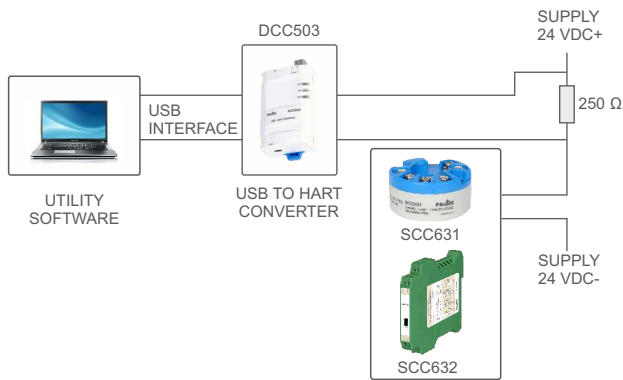 SUPPLY
24 VDC+
DCC503
250 Ω
USB
INTERFACE
UTILITY
SOFTWARE
USB TO HART
CONVERTER
SCC631
SUPPLY
24 VDC-
SCC632